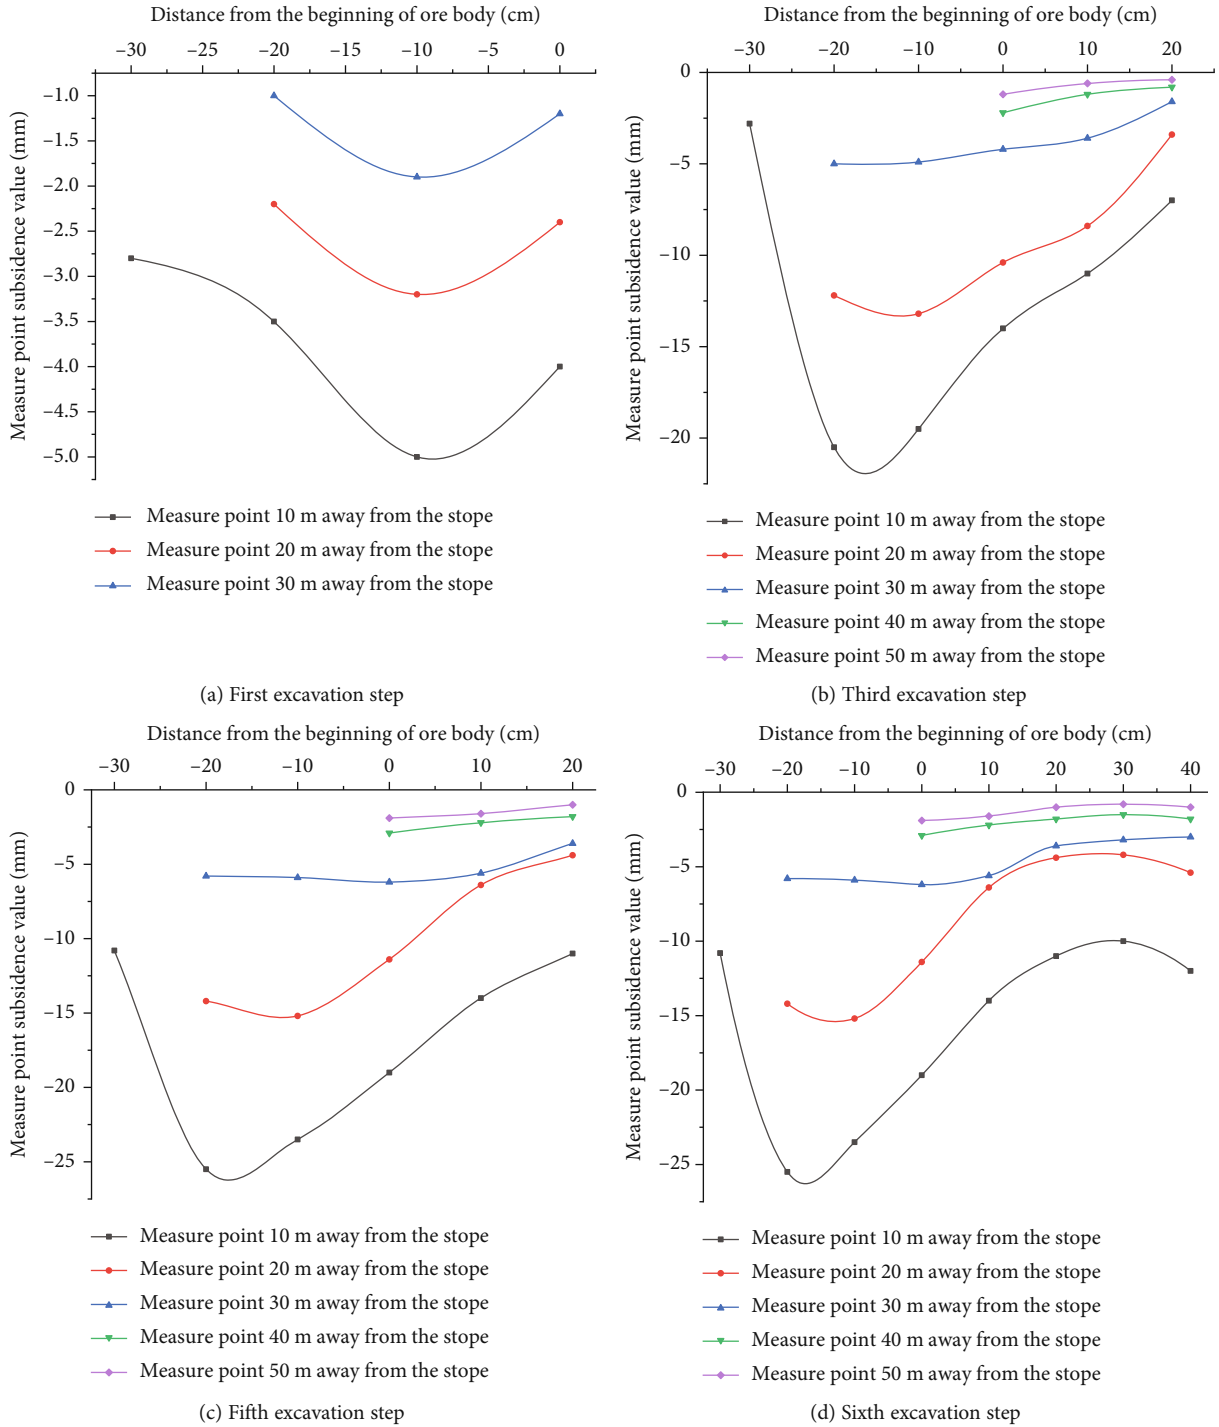 Distance from the beginning of ore body (cm)
−30 −25 −20 −15 −10 −5 0
−1.0
−1.5
−2.0
−2.5
−3.0
−3.5
−4.0
−4.5
−5.0
Measure point subsidence value (mm)
Measure point 10 m away from the stope
Measure point 20 m away from the stope
Measure point 30 m away from the stope
(a) First excavation step
Distance from the beginning of ore body (cm)
−30 −20 −10 0 10 20
0
−5
−10
−15
−20
Measure point subsidence value (mm)
Measure point 10 m away from the stope
Measure point 20 m away from the stope
Measure point 30 m away from the stope
Measure point 40 m away from the stope
Measure point 50 m away from the stope
(b) Third excavation step
Distance from the beginning of ore body (cm)
−30 −20 −10 0 10 20
0
−5
−10
−15
−20
−25
Measure point subsidence value (mm)
Measure point 10 m away from the stope
Measure point 20 m away from the stope
Measure point 30 m away from the stope
Measure point 40 m away from the stope
Measure point 50 m away from the stope
(c) Fifth excavation step
Distance from the beginning of ore body (cm)
−30 −20 −10 0 10 20 30 40
0
−5
−10
−15
−20
−25
Measure point subsidence value (mm)
Measure point 10 m away from the stope
Measure point 20 m away from the stope
Measure point 30 m away from the stope
Measure point 40 m away from the stope
Measure point 50 m away from the stope
(d) Sixth excavation step